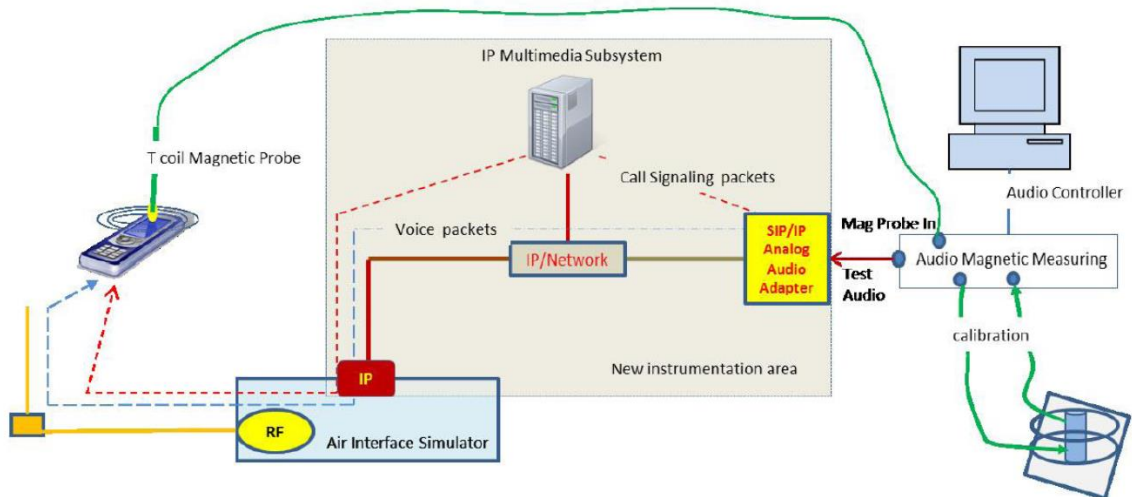 IP Multimedia Subsystem
T coil Magnetic Probe
Call Signaling packets
Audio Controller
Mag Probe In
Voice packets
SIP/IP
Analog
Audio
Adapter
IP/Network
Audio Magnetic Measuring
Test
Audio
calibration
New instrumentation area
IP
RF
Air Interface Simulator